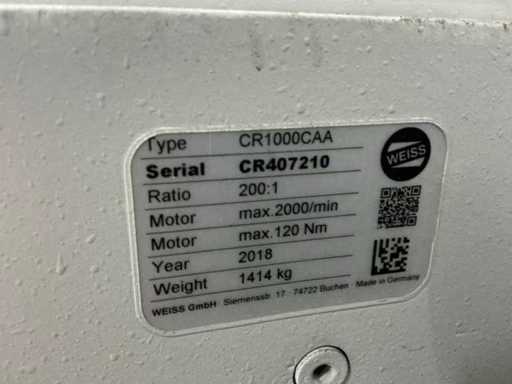 Type CR1000CAA
Serial CR407210
Ratio 200:1
Motor max.2000/min
Motor max.120 Nm
Year 2018
Weight 1414 kg
WEISS GmbH · Siemensstr. 17 · 74722 Buchen · Made in Germany
WEISS